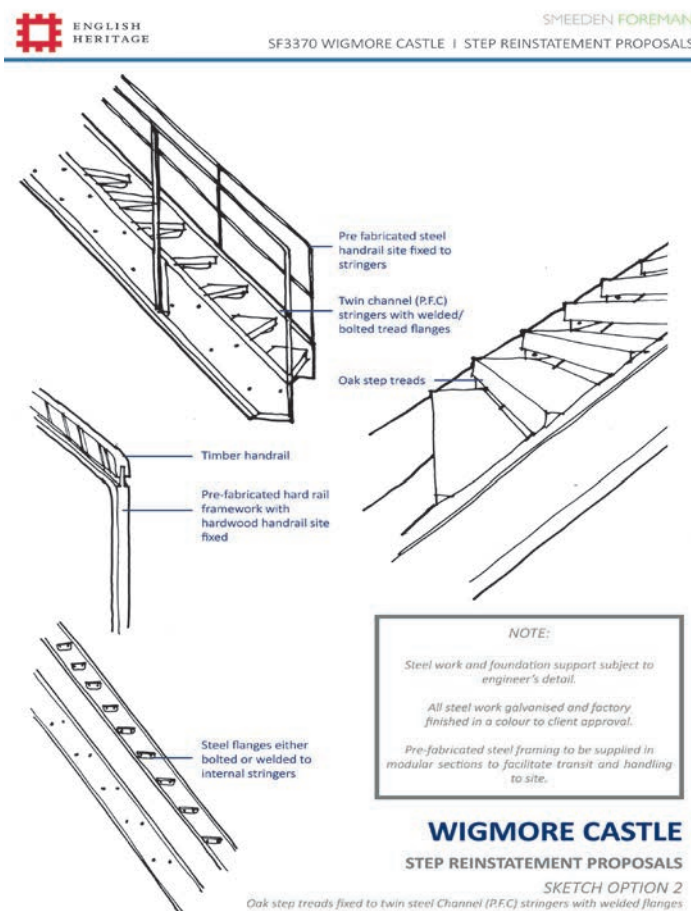 ENGLISH
HERITAGE
SMEEDEN FOREMAN
SF3370 WIGMORE CASTLE I STEP REINSTATEMENT PROPOSALS
Pre fabricated steel
handrail site fixed to
stringers
Twin channel (P.F.C)
stringers with welded/
bolted tread flanges
Oak step treads
Timber handrail
Pre-fabricated hard rail
framework with
hardwood handrail site
fixed
Steel flanges either
bolted or welded to
internal stringers
NOTE:
Steel work and foundation support subject to
engineer's detail.
All steel work galvanised and factory
finished in a colour to client approval.
Pre-fabricated steel framing to be supplied in
modular sections to facilitate transit and handling
to site.
WIGMORE CASTLE
STEP REINSTATEMENT PROPOSALS
SKETCH OPTION 2
Oak step treads fixed to twin steel Channel (P.F.C) stringers with welded flanges